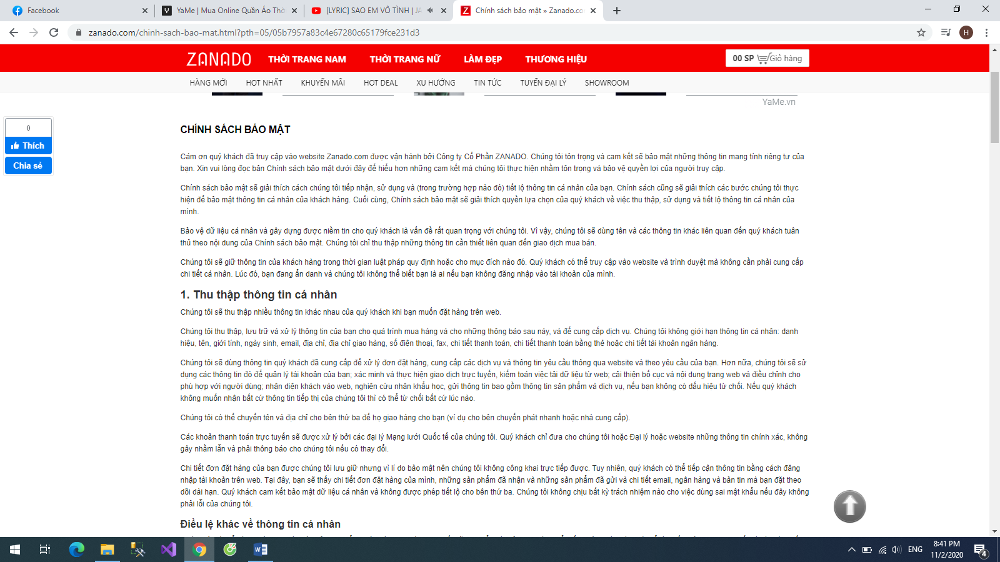 Facebook
YaMe | Mua Online Quần Áo Thờ
[LYRIC] SAO EM VÔ TÌNH | JA
Chính sách bảo mật » Zanado.co
zanado.com/chinh-sach-bao-mat.html?pth=05/05b7957a83c4e67280c65179fce231d3
H
ZANADO
THỜI TRANG NAM
THỜI TRANG NỮ
LÀM ĐẸP
THƯƠNG HIỆU
00 SP Giỏ hàng
HÀNG MỚI
HOT NHẤT
KHUYẾN MÃI
HOT DEAL
XU HƯỚNG
TIN TỨC
TUYỂN ĐẠI LÝ
SHOWROOM
YaMe.vn
0
Thích
Chia sẻ
CHÍNH SÁCH BẢO MẬT
Cám ơn quý khách đã truy cập vào website Zanado.com được vận hành bởi Công ty Cổ Phần ZANADO. Chúng tôi tôn trọng và cam kết sẽ bảo mật những thông tin mang tính riêng tư của
bạn. Xin vui lòng đọc bản Chính sách bảo mật dưới đây để hiểu hơn những cam kết mà chúng tôi thực hiện nhằm tôn trọng và bảo vệ quyền lợi của người truy cập.
Chính sách bảo mật sẽ giải thích cách chúng tôi tiếp nhận, sử dụng và (trong trường hợp nào đó) tiết lộ thông tin cá nhân của bạn. Chính sách cũng sẽ giải thích các bước chúng tôi thực
hiện để bảo mật thông tin cá nhân của khách hàng. Cuối cùng, Chính sách bảo mật sẽ giải thích quyền lựa chọn của quý khách về việc thu thập, sử dụng và tiết lộ thông tin cá nhân của
mình.
Bảo vệ dữ liệu cá nhân và gây dựng được niềm tin cho quý khách là vấn đề rất quan trọng với chúng tôi. Vì vậy, chúng tôi sẽ dùng tên và các thông tin khác liên quan đến quý khách tuân
thủ theo nội dung của Chính sách bảo mật. Chúng tôi chỉ thu thập những thông tin cần thiết liên quan đến giao dịch mua bán.
Chúng tôi sẽ giữ thông tin của khách hàng trong thời gian luật pháp quy định hoặc cho mục đích nào đó. Quý khách có thể truy cập vào website và trình duyệt mà không cần phải cung cấp
chi tiết cá nhân. Lúc đó, bạn đang ẩn danh và chúng tôi không thể biết bạn là ai nếu bạn không đăng nhập vào tài khoản của mình.
1. Thu thập thông tin cá nhân
Chúng tôi sẽ thu thập nhiều thông tin khác nhau của quý khách khi bạn muốn đặt hàng trên web.
Chúng tôi thu thập, lưu trữ và xử lý thông tin của bạn cho quá trình mua hàng và cho những thông báo sau này, và để cung cấp dịch vụ. Chúng tôi không giới hạn thông tin cá nhân: danh
hiệu, tên, giới tính, ngày sinh, email, địa chỉ, địa chỉ giao hàng, số điện thoại, fax, chi tiết thanh toán, chi tiết thanh toán bằng thẻ hoặc chi tiết tài khoản ngân hàng.
Chúng tôi sẽ dùng thông tin quý khách đã cung cấp để xử lý đơn đặt hàng, cung cấp các dịch vụ và thông tin yêu cầu thông qua website và theo yêu cầu của bạn. Hơn nữa, chúng tôi sẽ sử
dụng các thông tin đó để quản lý tài khoản của bạn; xác minh và thực hiện giao dịch trực tuyến, kiểm toán việc tải dữ liệu từ web; cải thiện bố cục và nội dung trang web và điều chỉnh cho
phù hợp với người dùng; nhận diện khách vào web, nghiên cứu nhân khẩu học, gửi thông tin bao gồm thông tin sản phẩm và dịch vụ, nếu bạn không có dấu hiệu từ chối. Nếu quý khách
không muốn nhận bất cứ thông tin tiếp thị của chúng tôi thì có thể từ chối bất cứ lúc nào.
Chúng tôi có thể chuyển tên và địa chỉ cho bên thứ ba để họ giao hàng cho bạn (ví dụ cho bên chuyển phát nhanh hoặc nhà cung cấp).
Các khoản thanh toán trực tuyến sẽ được xử lý bởi các đại lý Mạng lưới Quốc tế của chúng tôi. Quý khách chỉ đưa cho chúng tôi hoặc Đại lý hoặc website những thông tin chính xác, không
gây nhầm lẫn và phải thông báo cho chúng tôi nếu có thay đổi.
Chi tiết đơn đặt hàng của bạn được chúng tôi lưu giữ nhưng vì lí do bảo mật nên chúng tôi không công khai trực tiếp được. Tuy nhiên, quý khách có thể tiếp cận thông tin bằng cách đăng
nhập tài khoản trên web. Tại đây, bạn sẽ thấy chi tiết đơn đặt hàng của mình, những sản phẩm đã nhận và những sản phẩm đã gửi và chi tiết email, ngân hàng và bản tin mà bạn đặt theo
dõi dài hạn. Quý khách cam kết bảo mật dữ liệu cá nhân và không được phép tiết lộ cho bên thứ ba. Chúng tôi không chịu bất kỳ trách nhiệm nào cho việc dùng sai mật khẩu nếu đây không
phải lỗi của chúng tôi.
Điều lệ khác về thông tin cá nhân
ENG
8:41 PM
11/2/2020
4